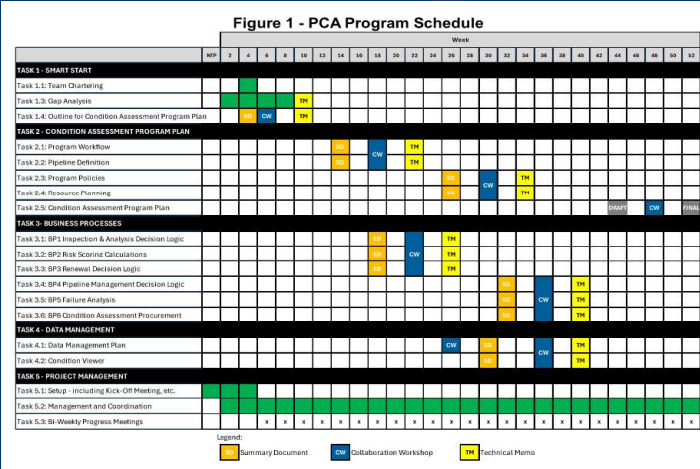 Figure 1 - PCA Program Schedule
Week
NTP 2 4 6 8 10 12 14 16 18 20 22 24 26 28 30 32 34 36 38 40 42 44 46 48 50 52
TASK 1 - SMART START
Task 1.1: Team Chartering
Task 1.3: Gap Analysis TM
Task 1.4: Outline for Condition Assessment Program Plan SD CW TM
TASK 2 - CONDITION ASSESSMENT PROGRAM PLAN
Task 2.1: Program Workflow SD CW TM
Task 2.2: Pipeline Definition SD TM
Task 2.3: Program Policies SD CW TM
Task 2.4: Resource Planning SD TM
Task 2.5: Condition Assessment Program Plan DRAFT CW FINAL
TASK 3- BUSINESS PROCESSES
Task 3.1: BP1 Inspection & Analysis Decision Logic SD TM
Task 3.2: BP2 Risk Scoring Calculations SD CW TM
Task 3.3: BP3 Renewal Decision Logic SD TM
Task 3.4: BP4 Pipeline Management Decision Logic SD TM
Task 3.5: BP5 Failure Analysis SD CW TM
Task 3.6: BP6 Condition Assessment Procurement SD TM
TASK 4 - DATA MANAGEMENT
Task 4.1: Data Management Plan CW SD CW TM
Task 4.2: Condition Viewer SD TM
TASK 5 - PROJECT MANAGEMENT
Task 5.1: Setup - including Kick-Off Meeting, etc.
Task 5.2: Management and Coordination
Task 5.3: Bi-Weekly Progress Meetings x x x x x x x x x x x x x x x x x x x x x x x x
Legend:
SD Summary Document CW Collaboration Workshop TM Technical Memo